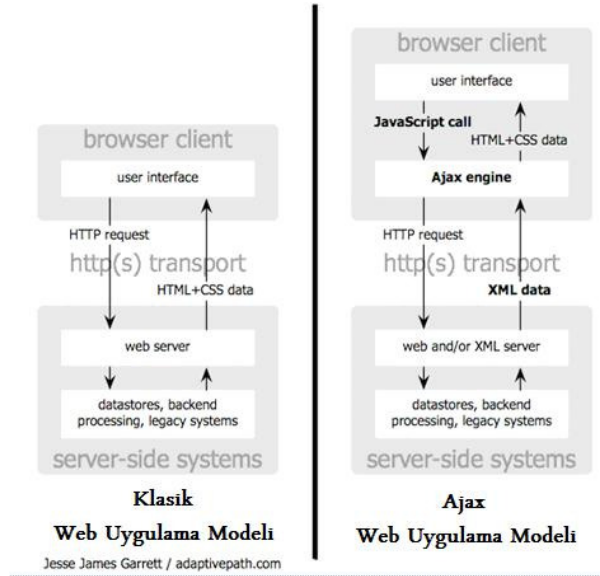 browser client
user interface
HTTP request
http(s) transport
HTML+CSS data
web server
datastores, backend
processing, legacy systems
server-side systems
Klasik
Web Uygulama Modeli
Jesse James Garrett / adaptivepath.com
browser client
user interface
JavaScript call
HTML+CSS data
Ajax engine
HTTP request
http(s) transport
XML data
web and/or XML server
datastores, backend
processing, legacy systems
server-side systems
Ajax
Web Uygulama Modeli